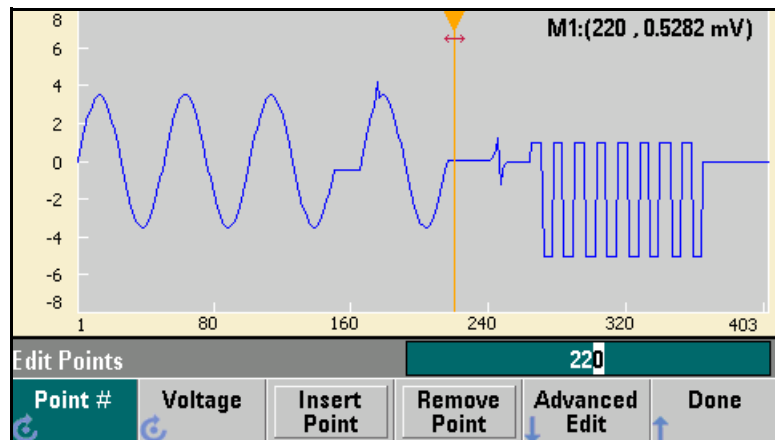 M1:(220 , 0.5282 mV)
8
6
4
2
0
-2
-4
-6
-8
1 80 160 240 320 403
Edit Points 220
Point # Voltage Insert Point Remove Point Advanced Edit Done